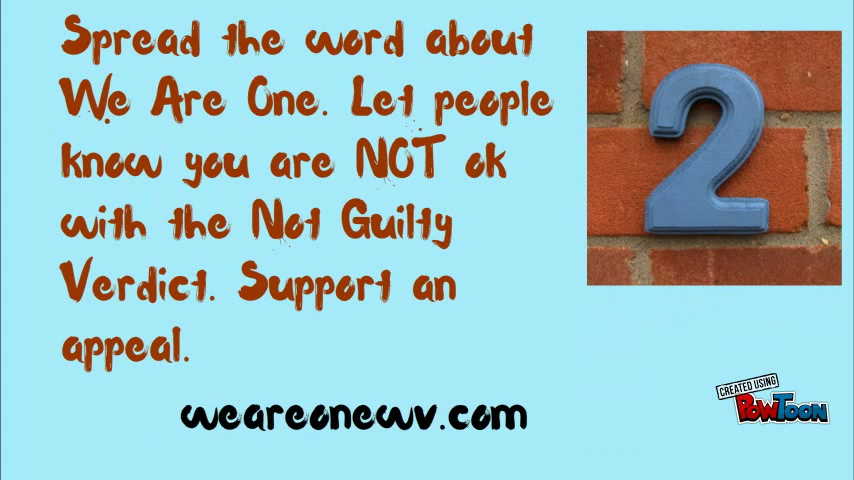 Spread the word about
We Are One. Let people
know you are NOT ok
with the Not Guilty
Verdict. Support an
appeal.
weareonewv.com
2
CREATED USING
POWTOON